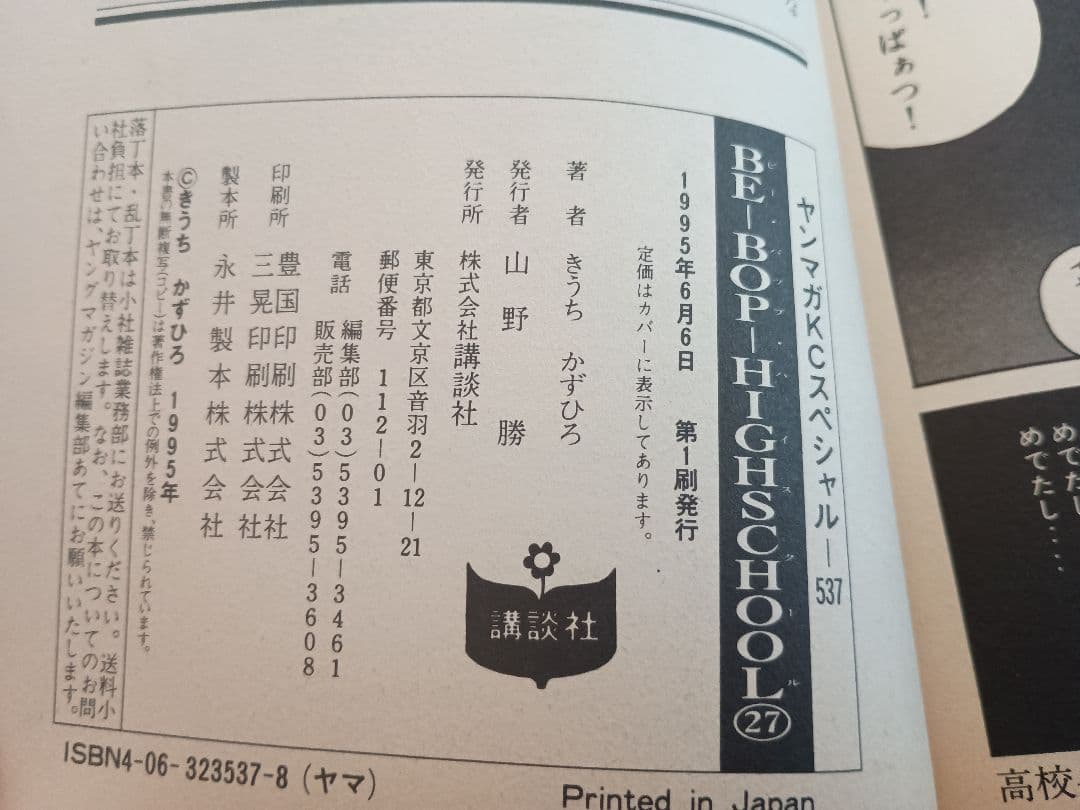 ヤンマガKCスペシャル—537
BE-BOP-HIGHSCHOOL㉗
ビー バップ ハイスクール
1995年6月6日 第1刷発行
定価はカバーに表示してあります。
著者 きうち かずひろ
発行者 山野 勝
発行所 株式会社講談社
東京都文京区音羽2—12—21
郵便番号 112—01
電話 編集部(03)5395—3461
販売部(03)5395—3608
印刷所 豊国印刷株式会社
三晃印刷株式会社
製本所 永井製本株式会社
©きうち かずひろ 1995年
本書の無断複写(コピー)は著作権法上での例外を除き、禁じられています。
落丁本・乱丁本は小社雑誌業務部にお送りください。送料小
社負担にてお取り替えします。なお、この本についてのお問
い合わせは、ヤングマガジン編集部あてにお願いいたします。
講談社
ISBN4-06-323537-8 (ヤマ)
Printed in Japan
っぱぁつ!
めでたし
めでたし‥‥
高校